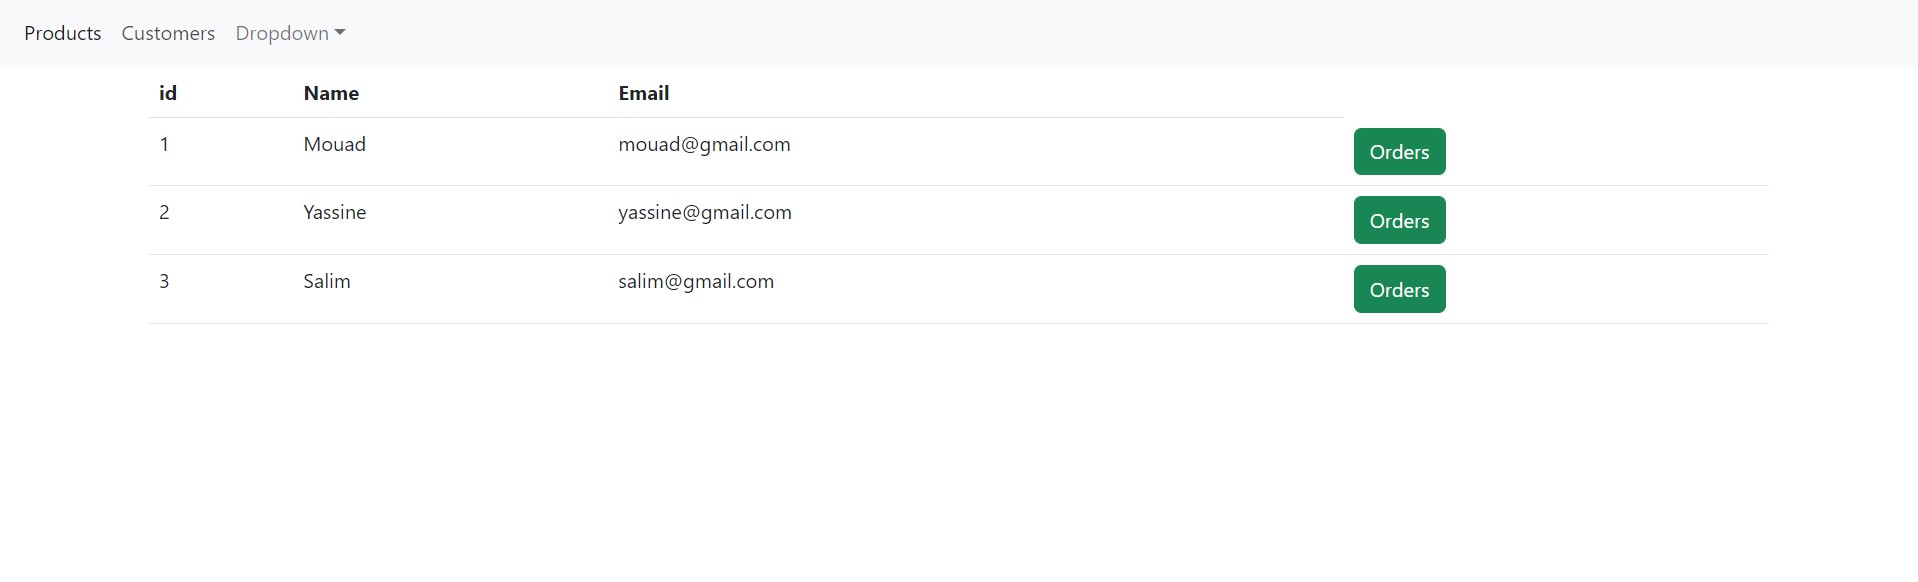 Products Customers Dropdown
id Name Email
1 Mouad mouad@gmail.com Orders
2 Yassine yassine@gmail.com Orders
3 Salim salim@gmail.com Orders